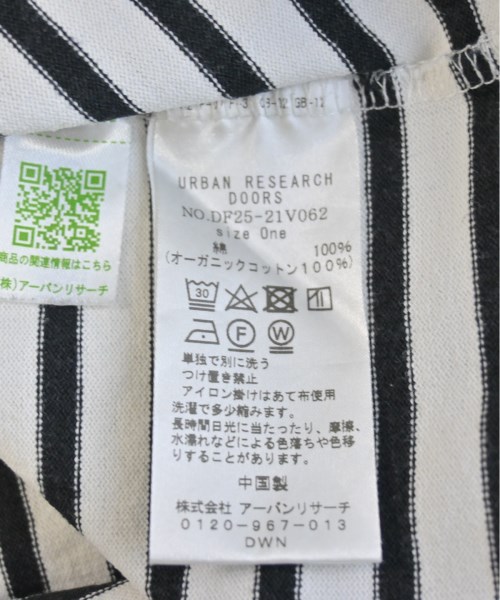 URBAN RESEARCH
DOORS
NO.DF25-21V062
size One
綿 100%
(オーガニックコットン100%)
30
F W
単独で別に洗う
つけ置き禁止
アイロン掛けはあて布使用
洗濯で多少縮みます。
長時間日光に当たったり、摩擦、
水濡れなどによる色落ちや色移
りすることがあります。
中国製
株式会社 アーバンリサーチ
0120-967-013
DWN
商品の関連情報はこちら
(株)アーバンリサーチ